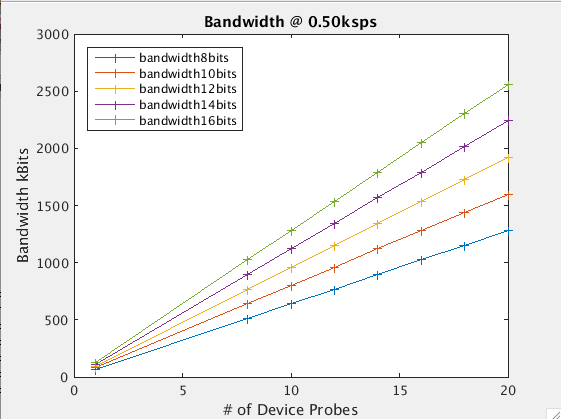 Bandwidth @ 0.50ksps
3000
2500
2000
1500
1000
500
0
Bandwidth kBits
bandwidth8bits
bandwidth10bits
bandwidth12bits
bandwidth14bits
bandwidth16bits
0 5 10 15 20
# of Device Probes